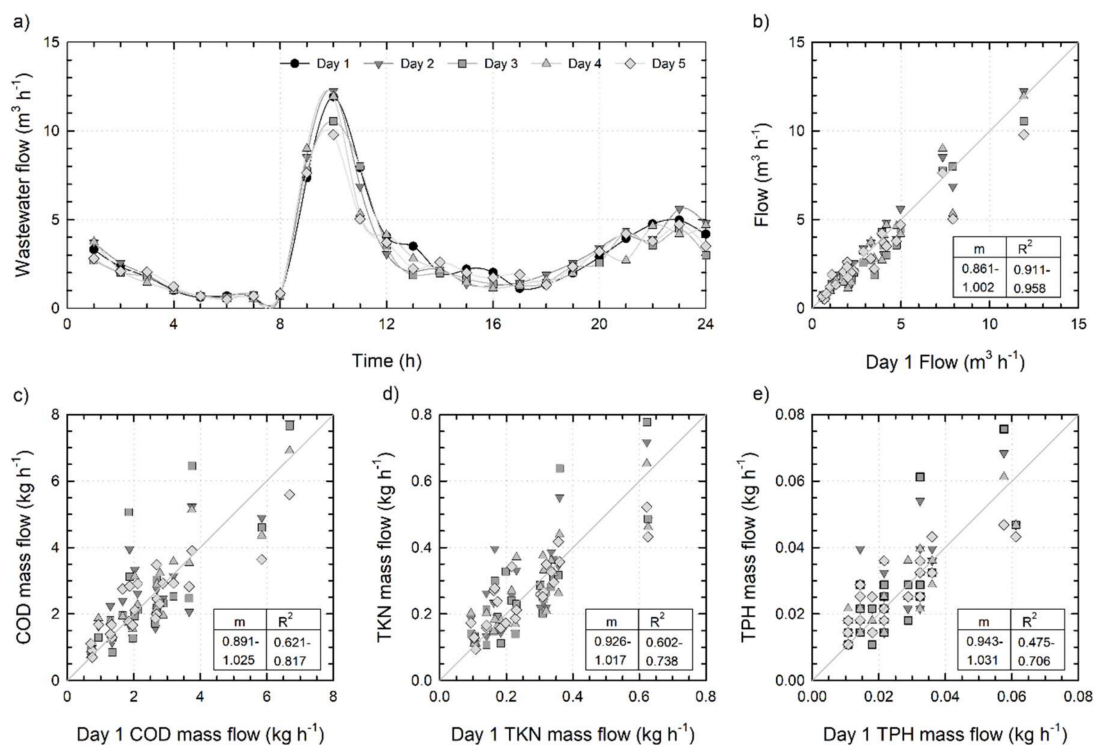 a)
Wastewater flow (m³ h⁻¹)
15
10
5
0
Day 1 Day 2 Day 3 Day 4 Day 5
0 4 8 12 16 20 24
Time (h)
b)
Flow (m³ h⁻¹)
15
10
5
0
m R²
0.861- 0.911-
1.002 0.958
0 5 10 15
Day 1 Flow (m³ h⁻¹)
c)
COD mass flow (kg h⁻¹)
8
6
4
2
0
m R²
0.891- 0.621-
1.025 0.817
0 2 4 6 8
Day 1 COD mass flow (kg h⁻¹)
d)
TKN mass flow (kg h⁻¹)
0.8
0.6
0.4
0.2
0.0
m R²
0.926- 0.602-
1.017 0.738
0.0 0.2 0.4 0.6 0.8
Day 1 TKN mass flow (kg h⁻¹)
e)
TPH mass flow (kg h⁻¹)
0.08
0.06
0.04
0.02
0.00
m R²
0.943- 0.475-
1.031 0.706
0.00 0.02 0.04 0.06 0.08
Day 1 TPH mass flow (kg h⁻¹)